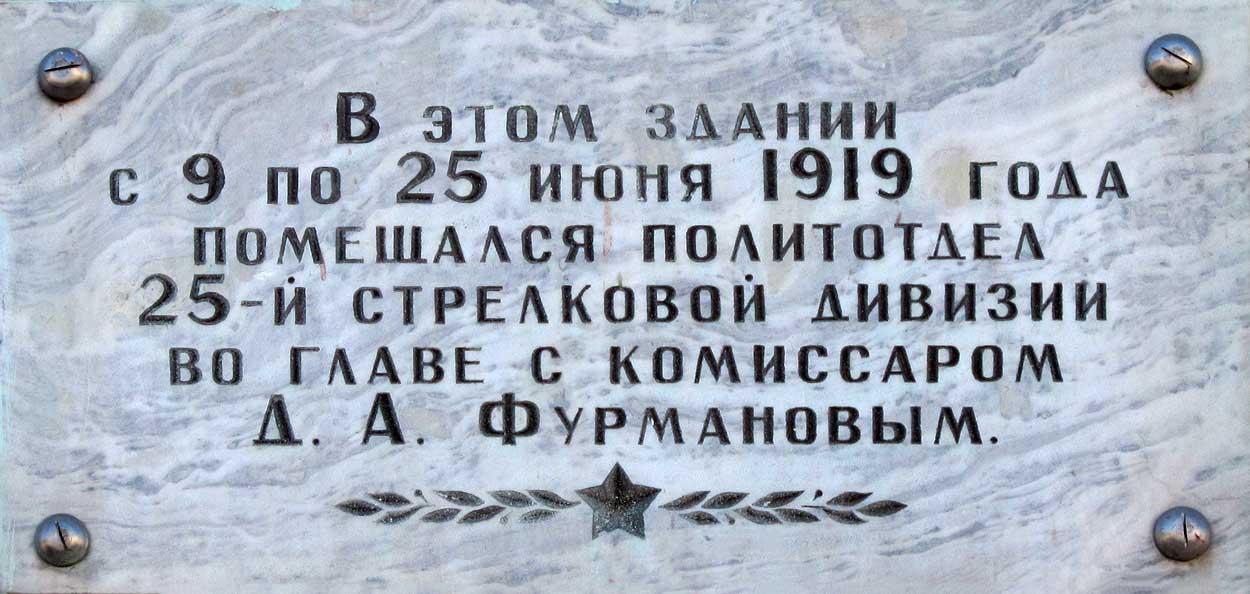 В этом здании
с 9 по 25 июня 1919 года
помещался политотдел
25-й стрелковой дивизии
во главе с комиссаром
Д. А. Фурмановым.